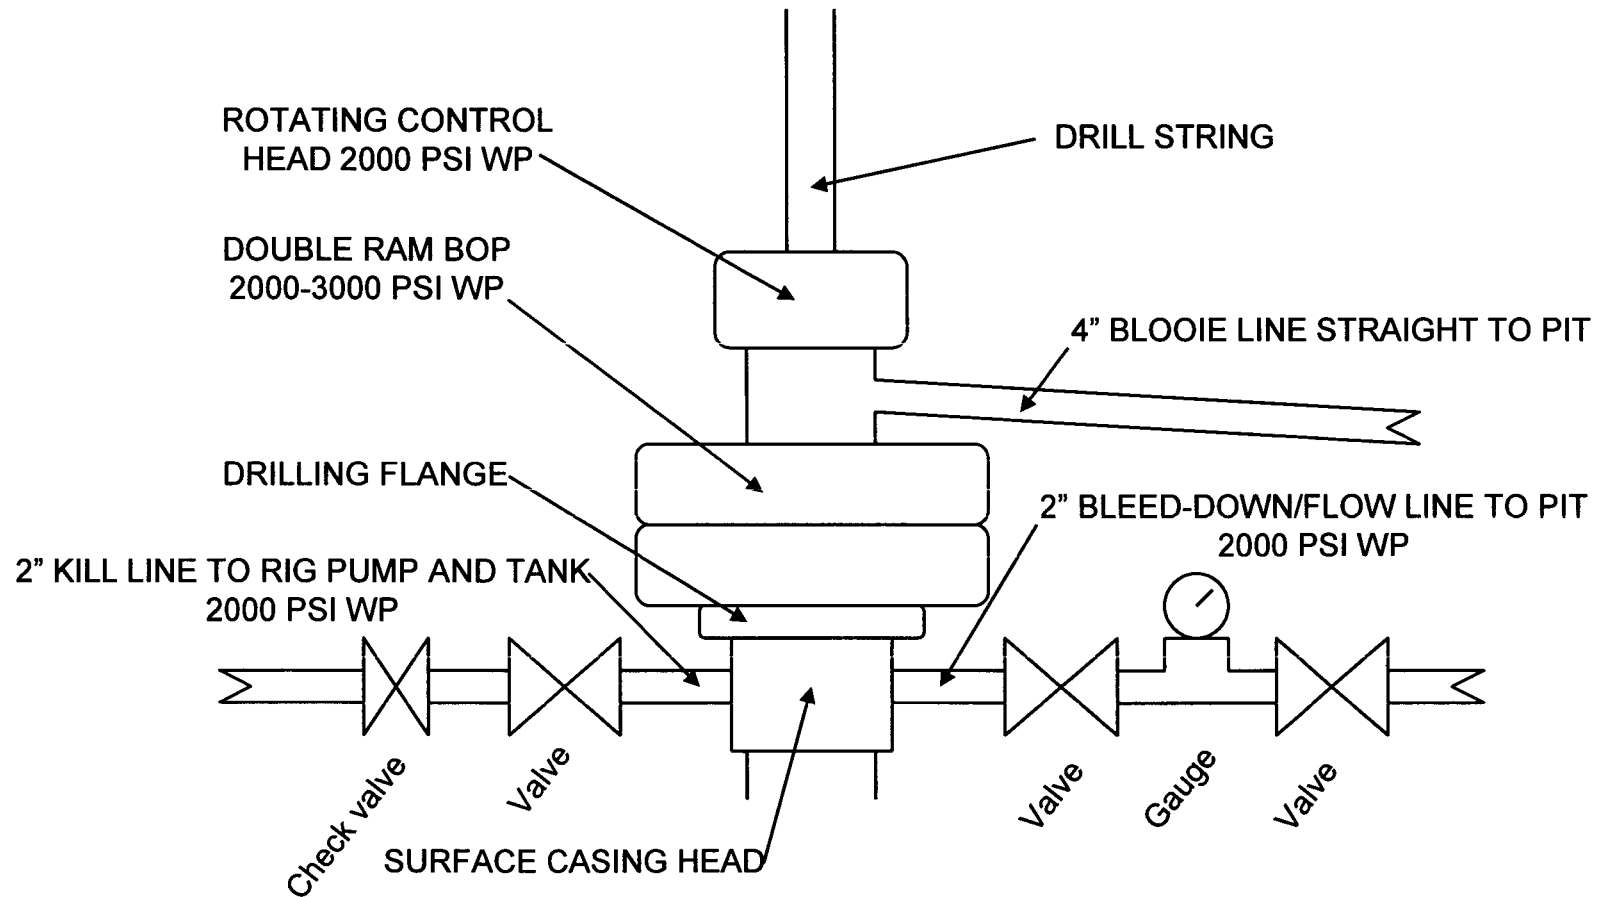 ROTATING CONTROL
HEAD 2000 PSI WP
DRILL STRING
DOUBLE RAM BOP
2000-3000 PSI WP
4” BLOOIE LINE STRAIGHT TO PIT
DRILLING FLANGE
2” BLEED-DOWN/FLOW LINE TO PIT
2000 PSI WP
2” KILL LINE TO RIG PUMP AND TANK
2000 PSI WP
Check valve
Valve
Valve
Gauge
Valve
SURFACE CASING HEAD